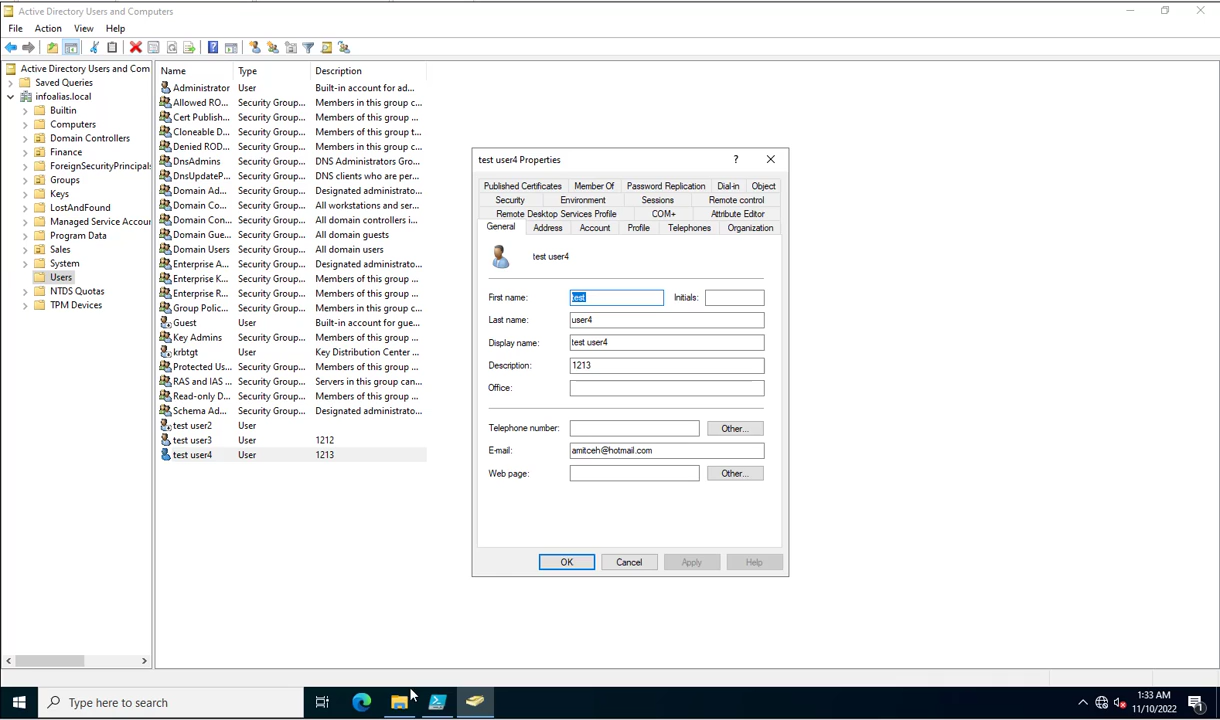 Active Directory Users and Computers
File Action View Help
Active Directory Users and Com
Saved Queries
infoalias.local
Builtin
Computers
Domain Controllers
Finance
ForeignSecurityPrincipals
Groups
Keys
LostAndFound
Managed Service Accour
Program Data
Sales
System
Users
NTDS Quotas
TPM Devices
Name Type Description
Administrator User Built-in account for ad...
Allowed RO... Security Group... Members in this group c...
Cert Publish... Security Group... Members of this group ...
Cloneable D... Security Group... Members of this group t...
Denied ROD... Security Group... Members in this group c...
DnsAdmins Security Group... DNS Administrators Gro...
DnsUpdateP... Security Group... DNS clients who are per...
Domain Ad... Security Group... Designated administrato...
Domain Co... Security Group... All workstations and ser...
Domain Con... Security Group... All domain controllers i...
Domain Gue... Security Group... All domain guests
Domain Users Security Group... All domain users
Enterprise A... Security Group... Designated administrato...
Enterprise K... Security Group... Members of this group ...
Enterprise R... Security Group... Members of this group ...
Group Polic... Security Group... Members in this group c...
Guest User Built-in account for gue...
Key Admins Security Group... Members of this group ...
krbtgt User Key Distribution Center ...
Protected Us... Security Group... Members of this group ...
RAS and IAS ... Security Group... Servers in this group can...
Read-only D... Security Group... Members of this group ...
Schema Ad... Security Group... Designated administrato...
test user2 User
test user3 User 1212
test user4 User 1213
test user4 Properties ?
Published Certificates Member Of Password Replication Dial-in Object
Security Environment Sessions Remote control
Remote Desktop Services Profile COM+ Attribute Editor
General Address Account Profile Telephones Organization
test user4
First name: test Initials:
Last name: user4
Display name: test user4
Description: 1213
Office:
Telephone number: Other...
E-mail: amitceh@hotmail.com
Web page: Other...
OK Cancel Apply Help
Type here to search
1:33 AM
11/10/2022
1